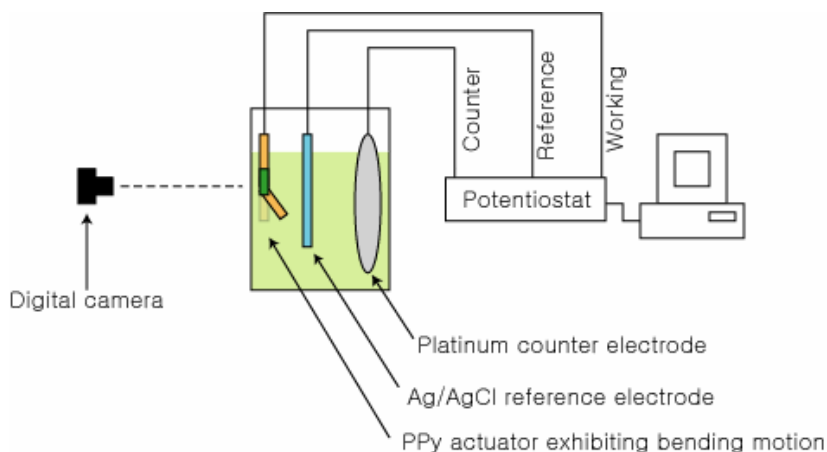 Counter
Reference
Working
Potentiostat
Digital camera
Platinum counter electrode
Ag/AgCl reference electrode
PPy actuator exhibiting bending motion